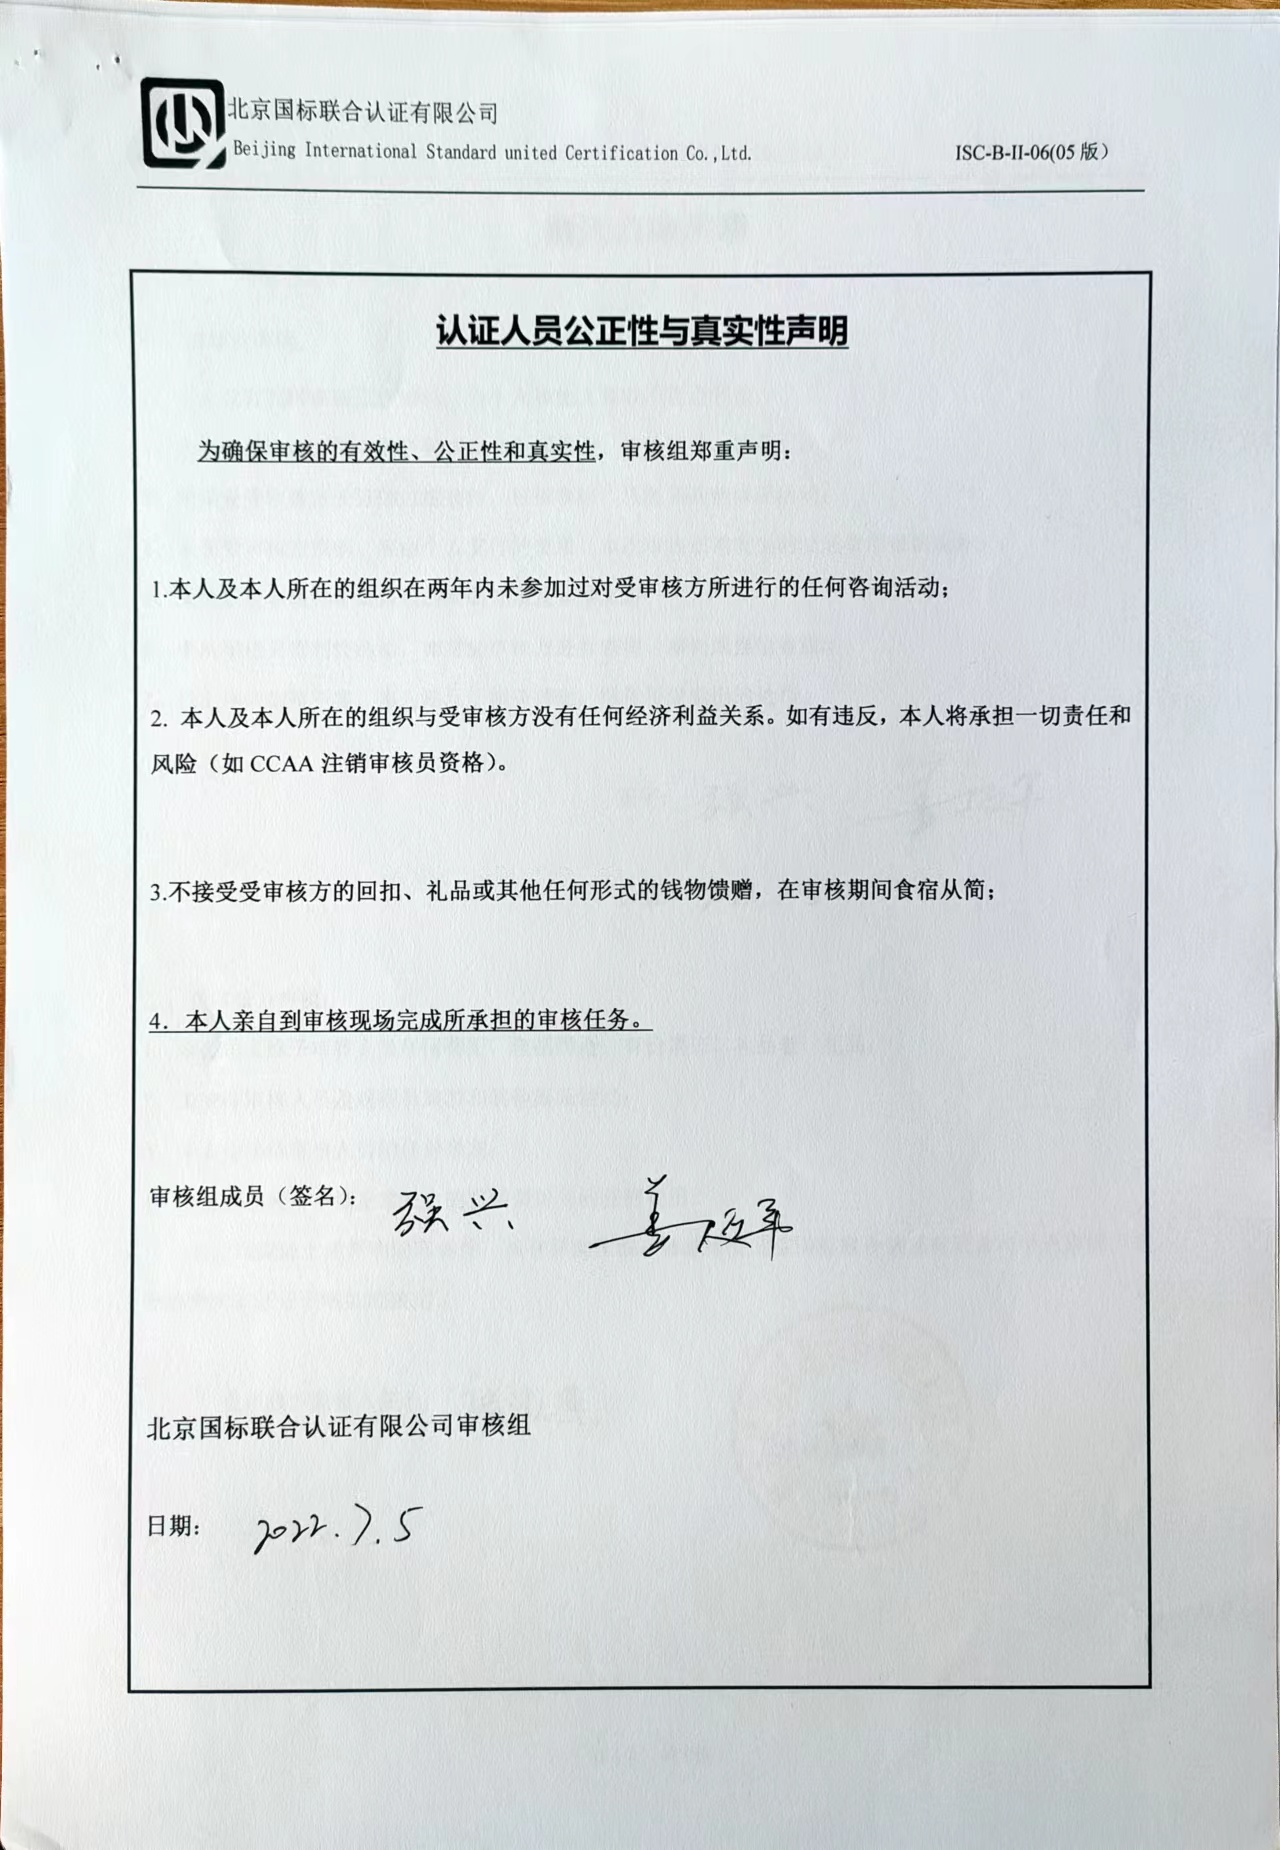 北京国标联合认证有限公司
Beijing International Standard united Certification Co.,Ltd.
ISC-B-II-06(05 版)
认证人员公正性与真实性声明
为确保审核的有效性、公正性和真实性，审核组郑重声明：
1.本人及本人所在的组织在两年内未参加过对受审核方所进行的任何咨询活动；
2. 本人及本人所在的组织与受审核方没有任何经济利益关系。如有违反，本人将承担一切责任和
风险（如 CCAA 注销审核员资格）。
3.不接受受审核方的回扣、礼品或其他任何形式的钱物馈赠，在审核期间食宿从简；
4．本人亲自到审核现场完成所承担的审核任务。
审核组成员（签名）： 强兴
北京国标联合认证有限公司审核组
日期： 2022.7.5